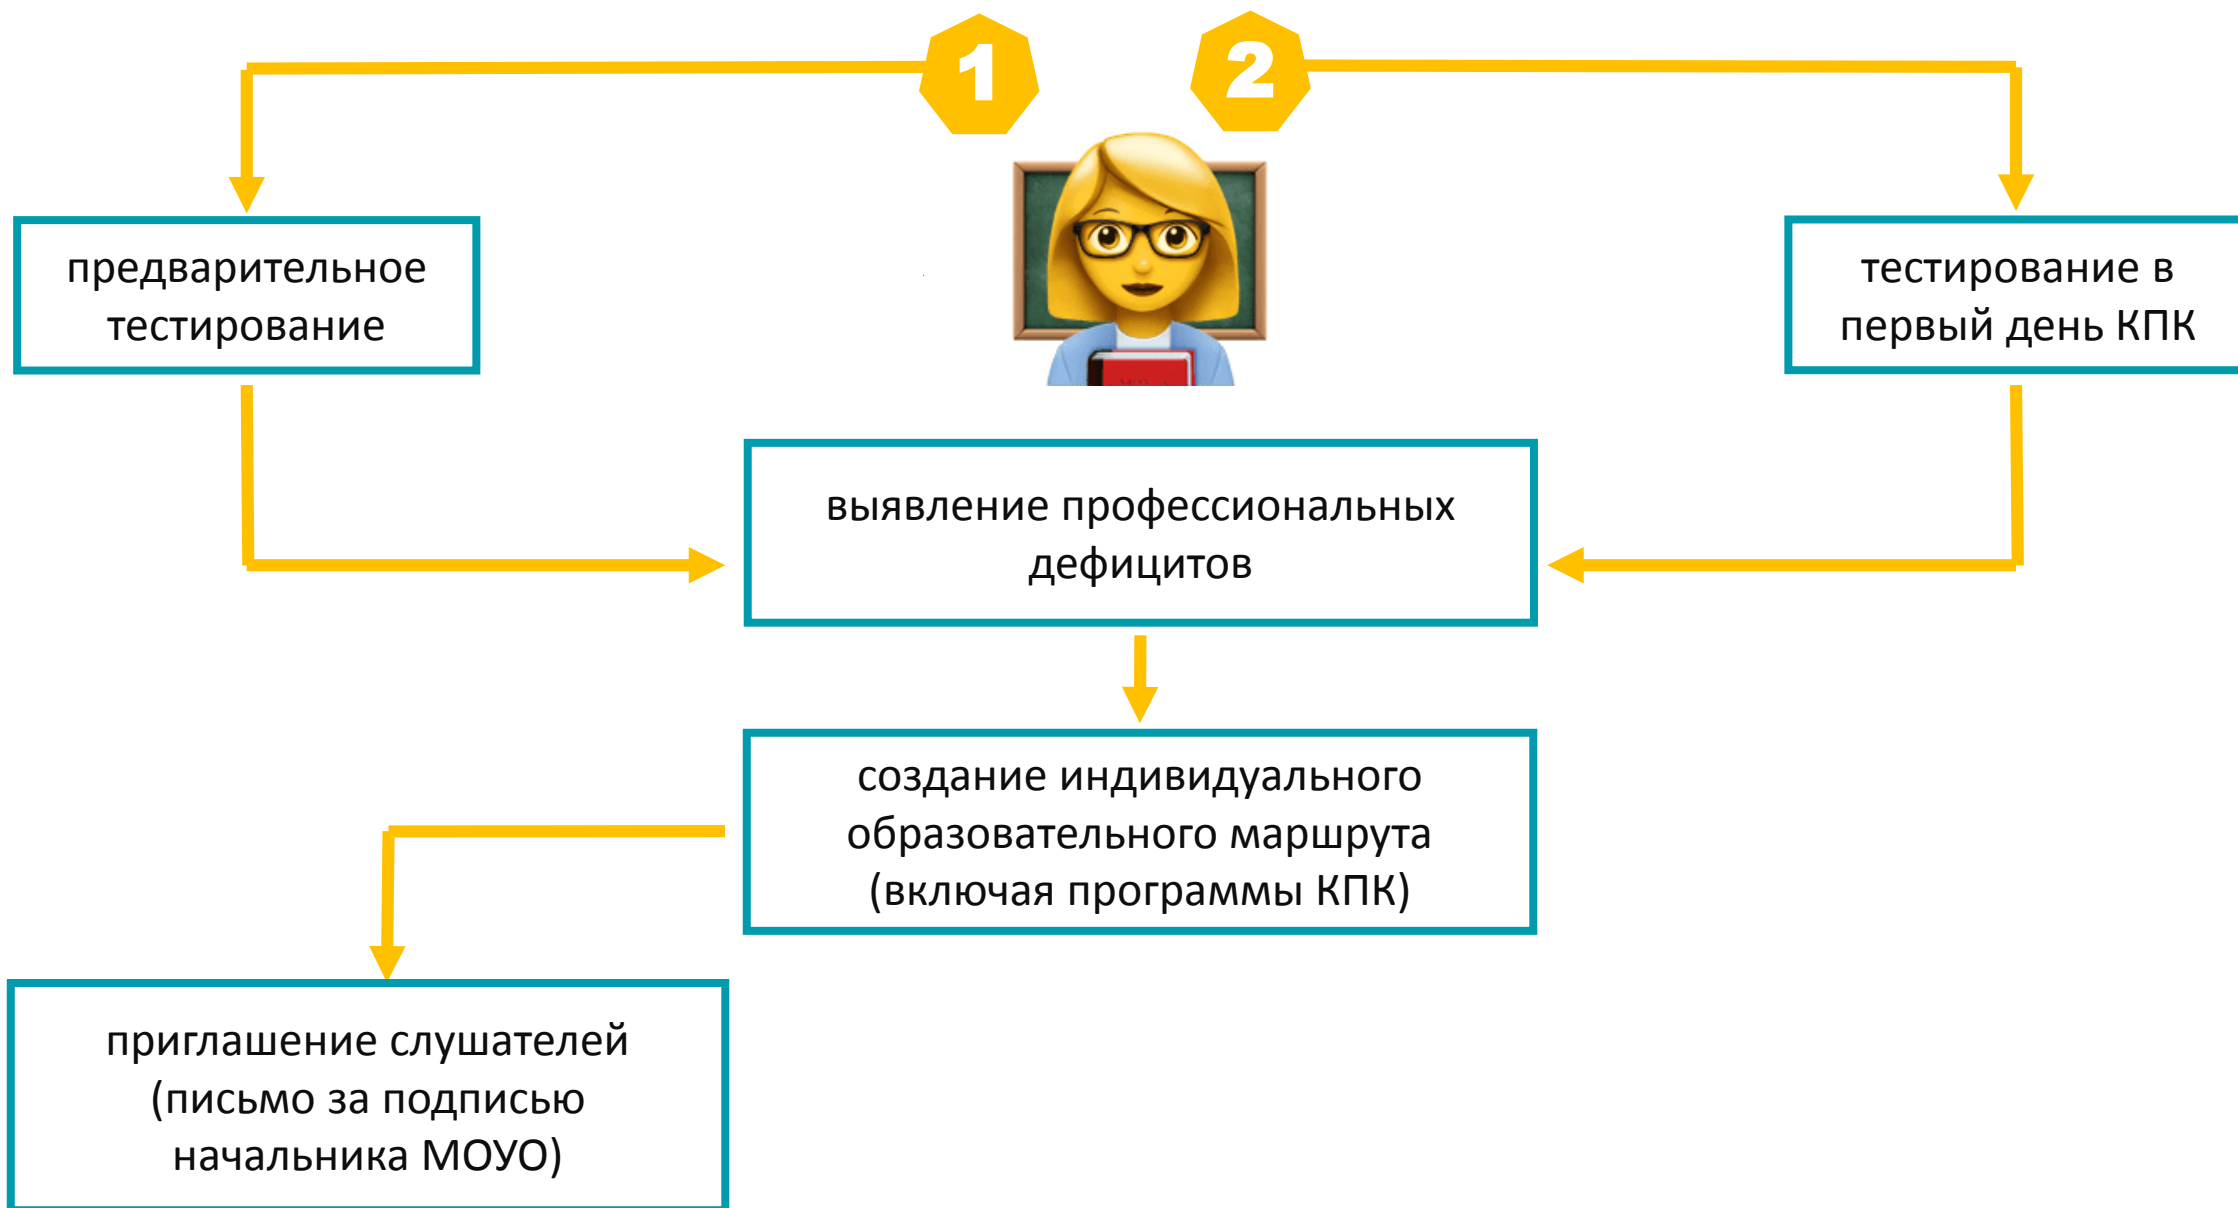 1
2
предварительное
тестирование
тестирование в
первый день КПК
выявление профессиональных
дефицитов
создание индивидуального
образовательного маршрута
(включая программы КПК)
приглашение слушателей
(письмо за подписью
начальника МОУО)